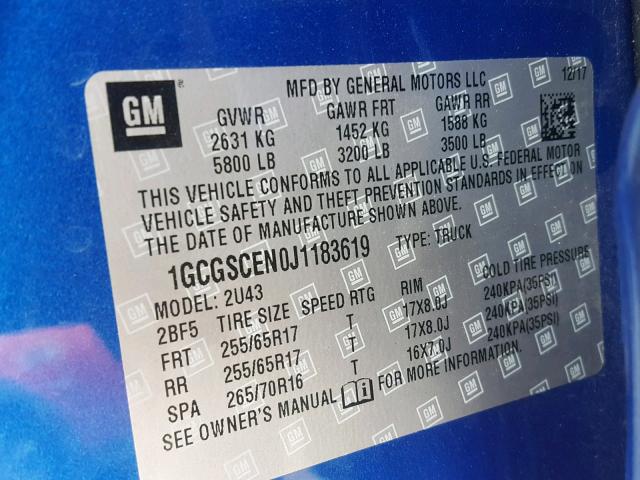 MFD BY GENERAL MOTORS LLC 12/17
GM
GVWR GAWR FRT GAWR RR
2631 KG 1452 KG 1588 KG
5800 LB 3200 LB 3500 LB
THIS VEHICLE CONFORMS TO ALL APPLICABLE U.S. FEDERAL MOTOR
VEHICLE SAFETY AND THEFT PREVENTION STANDARDS IN EFFECT ON
THE DATE OF MANUFACTURE SHOWN ABOVE.
1GCGSCEN0J1183619 TYPE: TRUCK
MODEL: 2U43
2BF5 TIRE SIZE SPEED RTG RIM COLD TIRE PRESSURE
FRT 255/65R17 T 17X8.0J 240KPA(35PSI)
RR 255/65R17 T 17X8.0J 240KPA(35PSI)
SPA 265/70R16 T 16X7.0J 240KPA(35PSI)
SEE OWNER'S MANUAL FOR MORE INFORMATION.